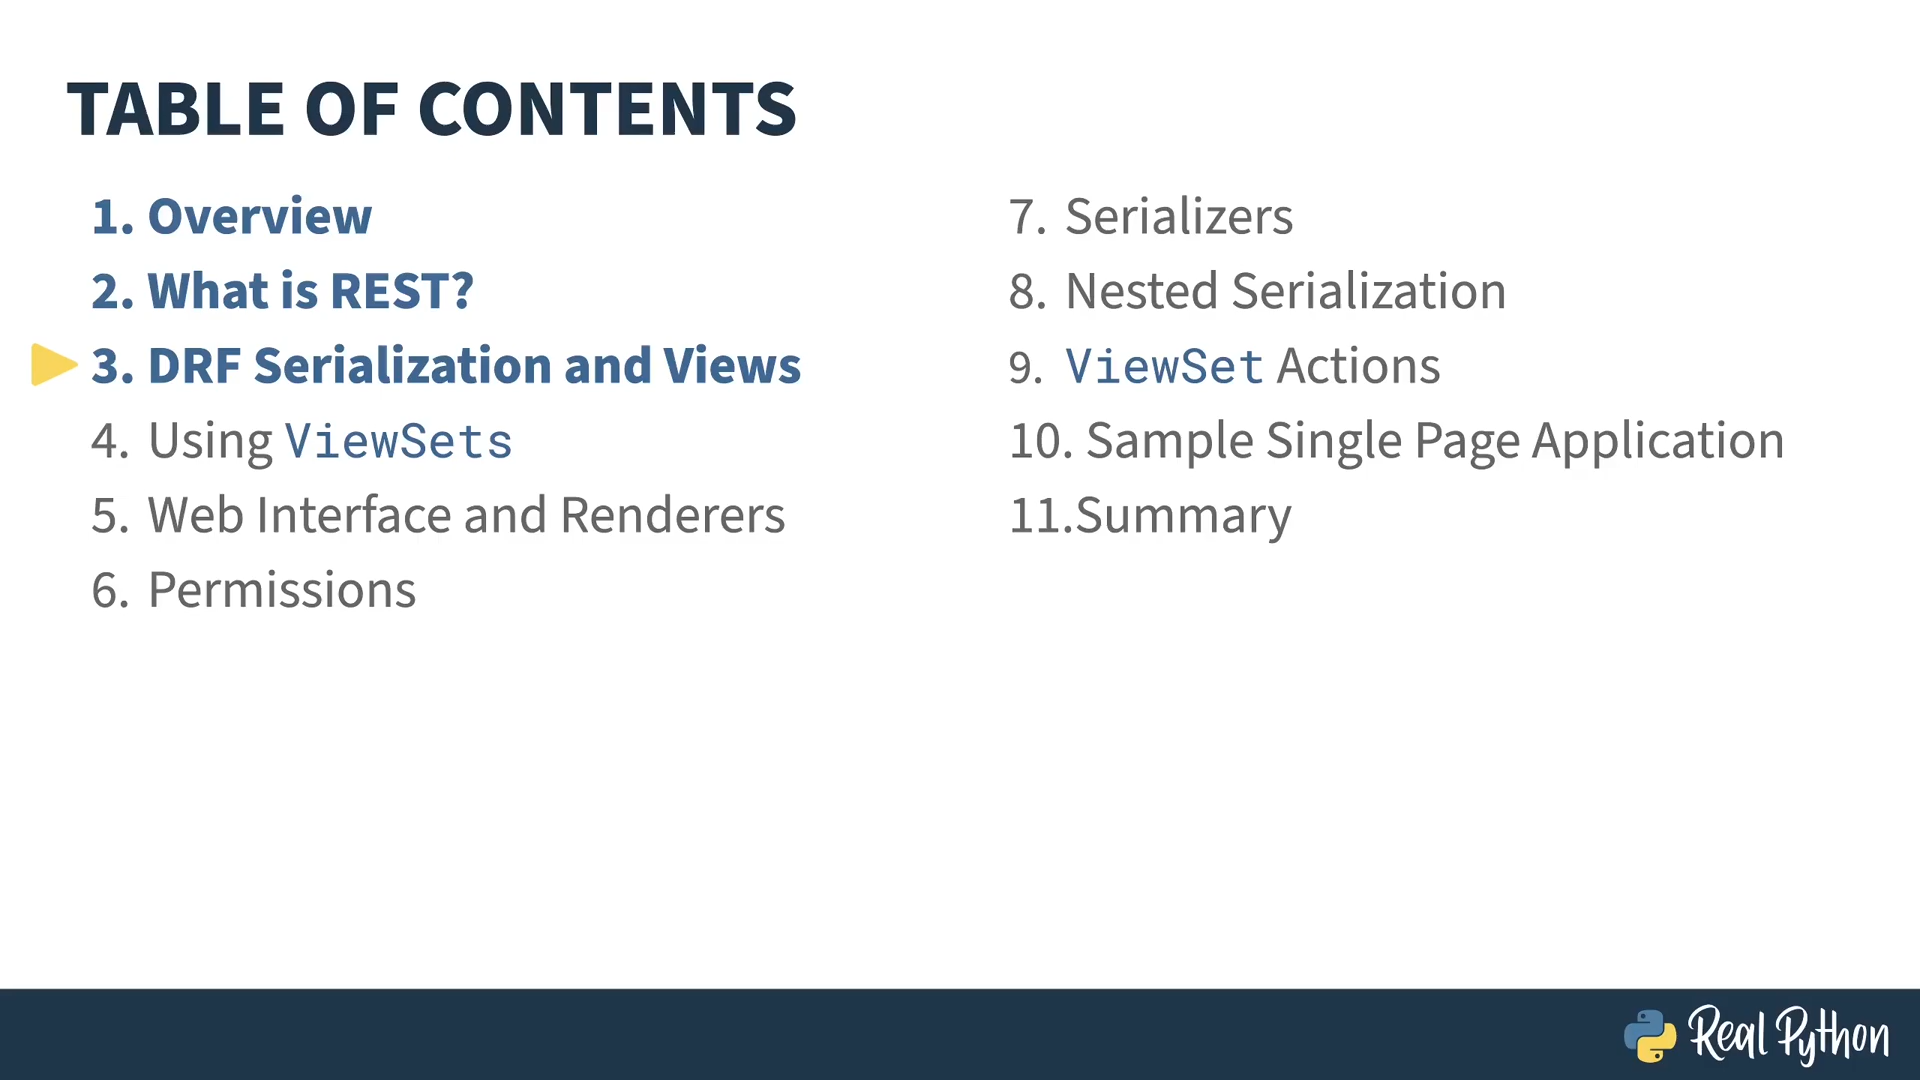 TABLE OF CONTENTS
1. Overview
2. What is REST?
3. DRF Serialization and Views
4. Using ViewSets
5. Web Interface and Renderers
6. Permissions
7. Serializers
8. Nested Serialization
9. ViewSet Actions
10. Sample Single Page Application
11.Summary
Real Python